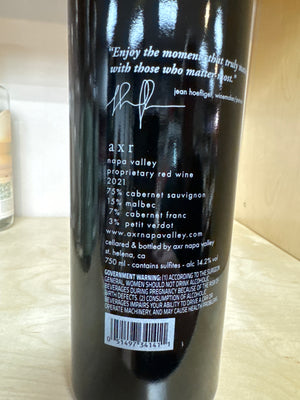 "Enjoy the moments that truly
with those who matter most."
jean hoefliger, winemaker/
axr
napa valley
proprietary red wine
2021
75% cabernet sauvignon
15% malbec
7% cabernet franc
3% petit verdot
www.axrnapavalley.com
cellared & bottled by axr napa valley
st. helena, ca
750 ml - contains sulfites - alc 14.2% vol
GOVERNMENT WARNING: (1) ACCORDING TO THE SURGEON
GENERAL, WOMEN SHOULD NOT DRINK ALCOHOLIC
BEVERAGES DURING PREGNANCY BECAUSE OF THE RISK OF
BIRTH DEFECTS. (2) CONSUMPTION OF ALCOHOLIC
BEVERAGES IMPAIRS YOUR ABILITY TO DRIVE A CAR OR
OPERATE MACHINERY, AND MAY CAUSE HEALTH PROBLEMS.
0 51497 34141 1